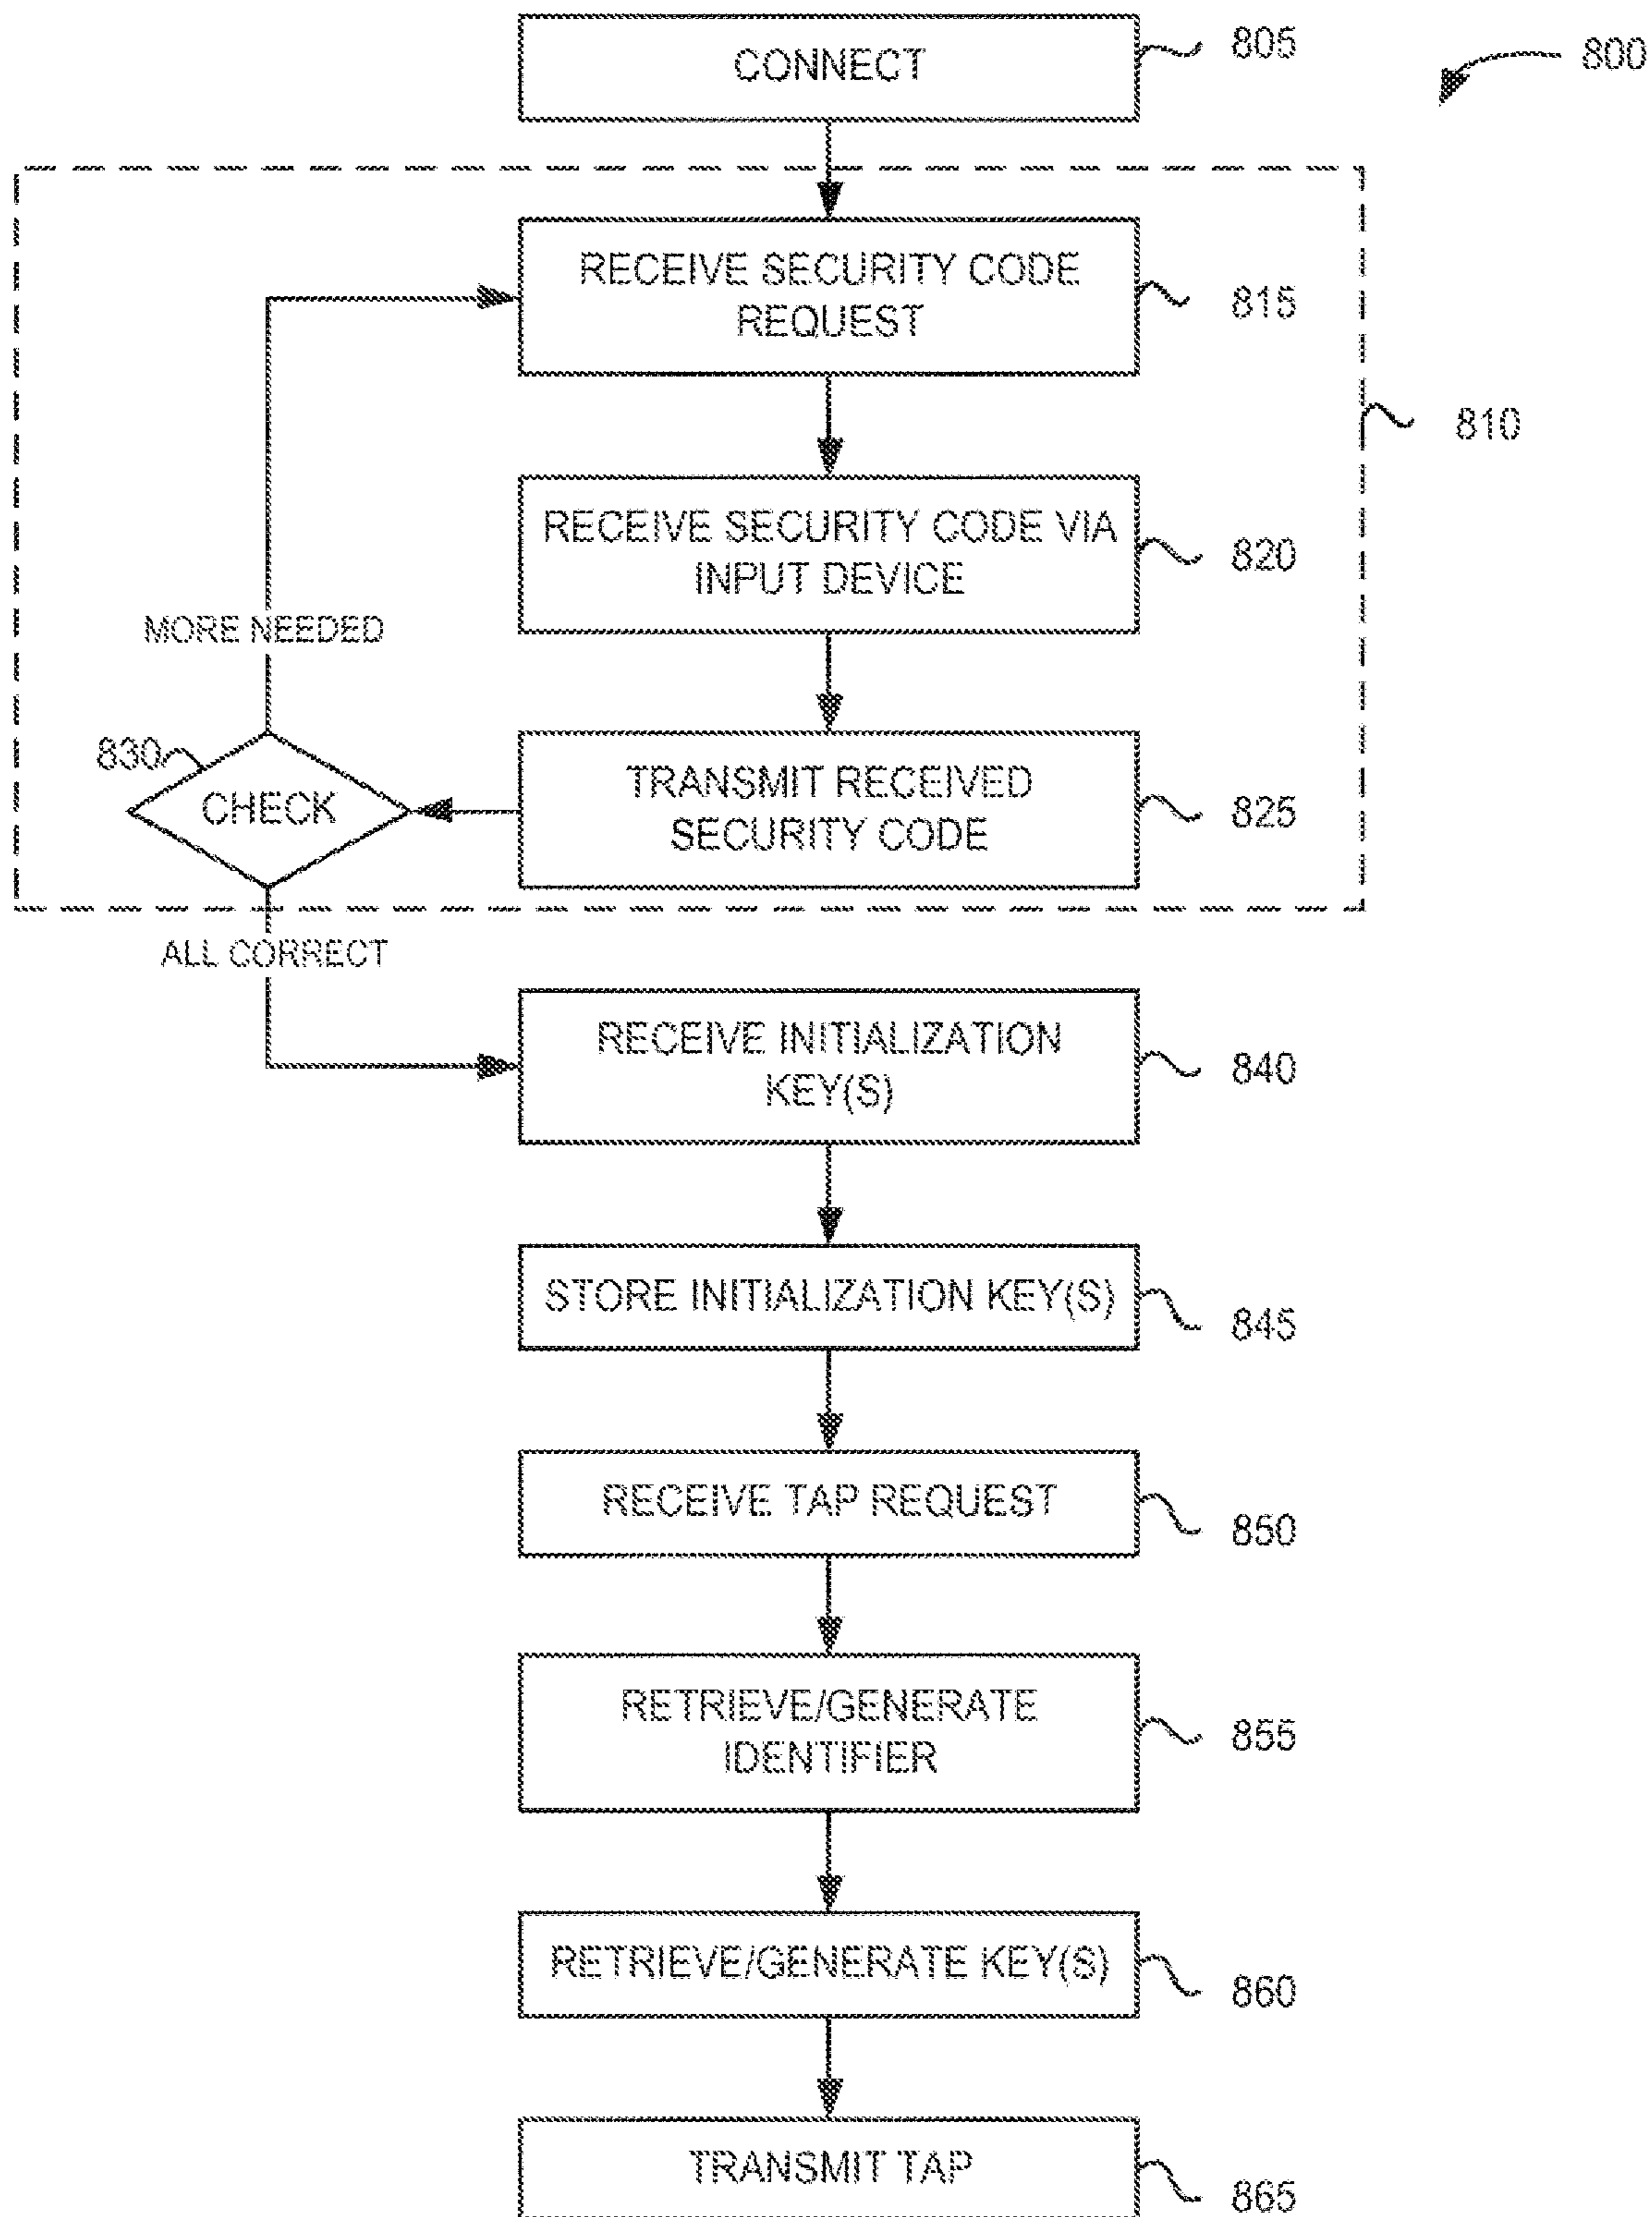 CONNECT
805
800
RECEIVE SECURITY CODE
REQUEST
815
810
RECEIVE SECURITY CODE VIA
INPUT DEVICE
820
MORE NEEDED
830
CHECK
TRANSMIT RECEIVED
SECURITY CODE
825
ALL CORRECT
RECEIVE INITIALIZATION
KEY(S)
840
STORE INITIALIZATION KEY(S)
845
RECEIVE TAP REQUEST
850
RETRIEVE/GENERATE
IDENTIFIER
855
RETRIEVE/GENERATE KEY(S)
860
TRANSMIT TAP
865